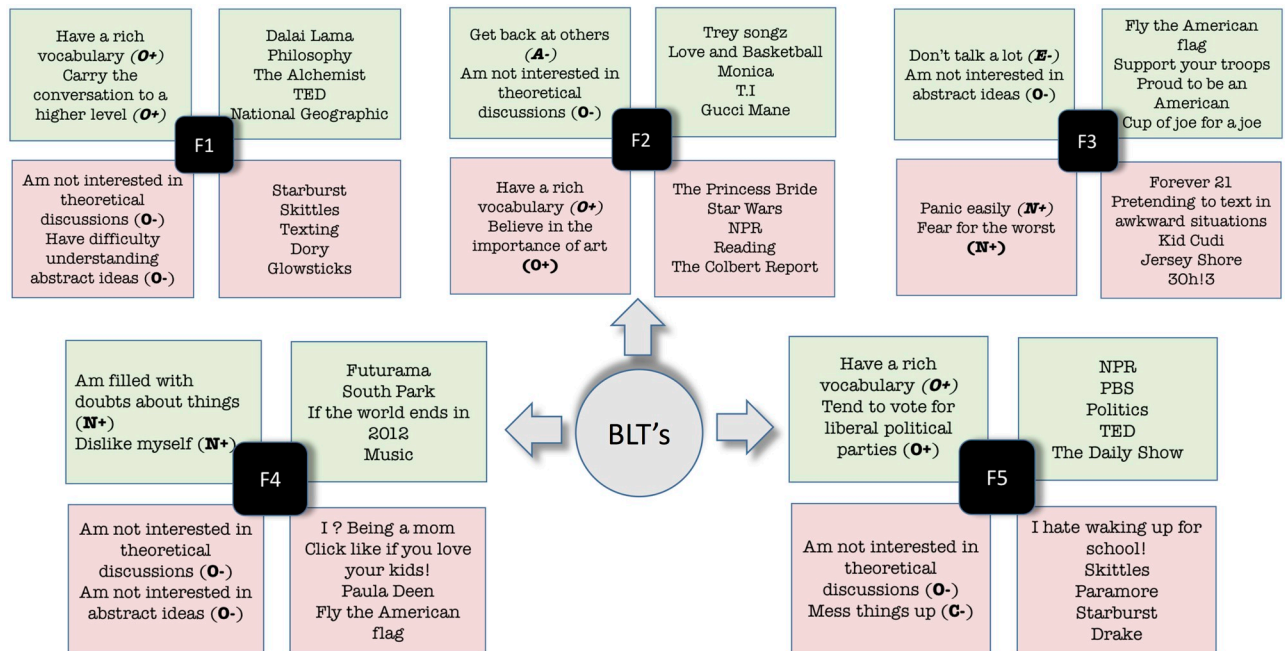 Have a rich
vocabulary (O+)
Carry the
conversation to a
higher level (O+)
Dalai Lama
Philosophy
The Alchemist
TED
National Geographic
F1
Am not interested in
theoretical
discussions (O-)
Have difficulty
understanding
abstract ideas (O-)
Starburst
Skittles
Texting
Dory
Glowsticks
Get back at others
(A-)
Am not interested in
theoretical
discussions (O-)
Trey songz
Love and Basketball
Monica
T.I
Gucci Mane
F2
Have a rich
vocabulary (O+)
Believe in the
importance of art
(O+)
The Princess Bride
Star Wars
NPR
Reading
The Colbert Report
Don't talk a lot (E-)
Am not interested in
abstract ideas (O-)
Fly the American
flag
Support your troops
Proud to be an
American
Cup of joe for a joe
F3
Panic easily (N+)
Fear for the worst
(N+)
Forever 21
Pretending to text in
awkward situations
Kid Cudi
Jersey Shore
3Oh!3
BLT's
Am filled with
doubts about things
(N+)
Dislike myself (N+)
Futurama
South Park
If the world ends in
2012
Music
F4
Am not interested in
theoretical
discussions (O-)
Am not interested in
abstract ideas (O-)
I ? Being a mom
Click like if you love
your kids!
Paula Deen
Fly the American
flag
Have a rich
vocabulary (O+)
Tend to vote for
liberal political
parties (O+)
NPR
PBS
Politics
TED
The Daily Show
F5
Am not interested in
theoretical
discussions (O-)
Mess things up (C-)
I hate waking up for
school!
Skittles
Paramore
Starburst
Drake